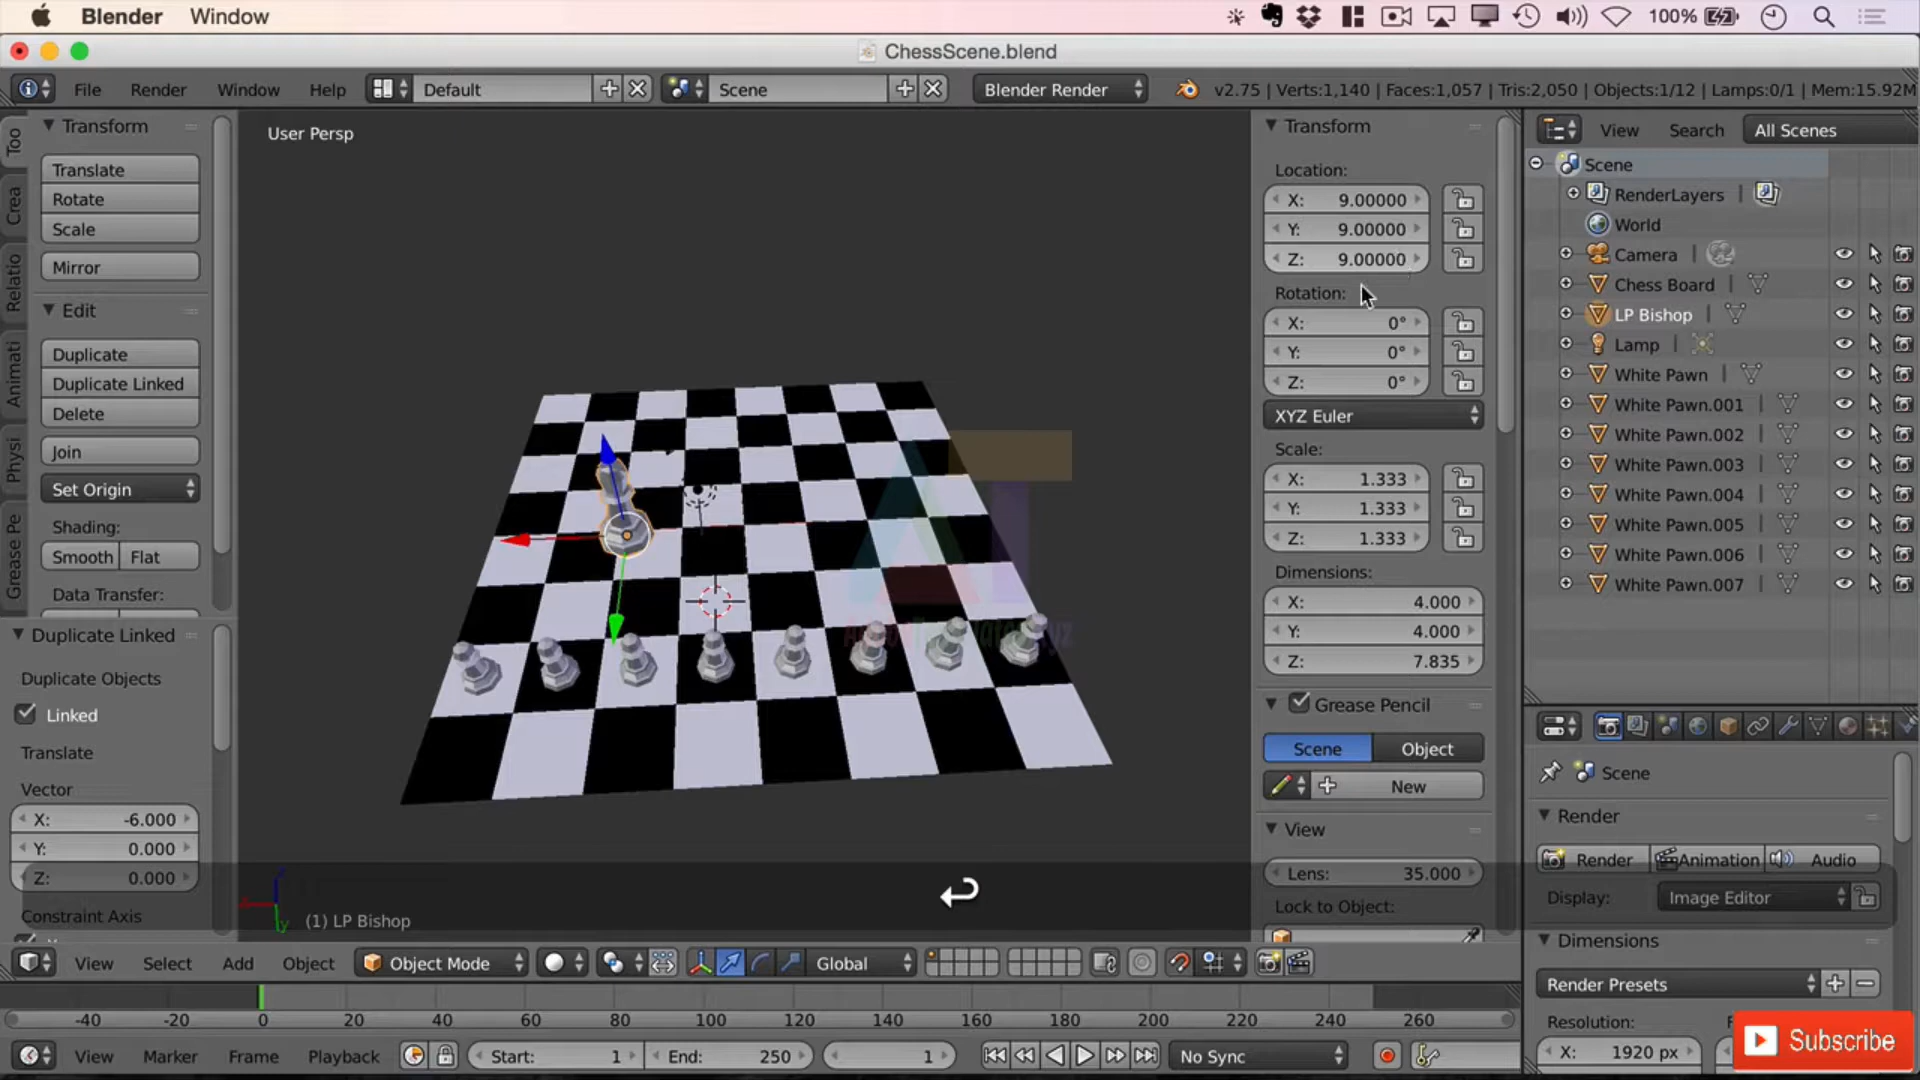 Blender Window 100%
ChessScene.blend
File Render Window Help Default Scene Blender Render v2.75 | Verts:1,140 | Faces:1,057 | Tris:2,050 | Objects:1/12 | Lamps:0/1 | Mem:15.92M
Too
Crea
Relatio
Animati
Physi
Grease Pe
Transform
Translate
Rotate
Scale
Mirror
Edit
Duplicate
Duplicate Linked
Delete
Join
Set Origin
Shading:
Smooth Flat
Data Transfer:
Duplicate Linked
Duplicate Objects
Linked
Translate
Vector
X: -6.000
Y: 0.000
Z: 0.000
Constraint Axis
User Persp
(1) LP Bishop
Transform
Location:
X: 9.00000
Y: 9.00000
Z: 9.00000
Rotation:
X: 0°
Y: 0°
Z: 0°
XYZ Euler
Scale:
X: 1.333
Y: 1.333
Z: 1.333
Dimensions:
X: 4.000
Y: 4.000
Z: 7.835
Grease Pencil
Scene Object
New
View
Lens: 35.000
Lock to Object:
View Search All Scenes
Scene
RenderLayers |
World
Camera |
Chess Board |
LP Bishop |
Lamp |
White Pawn |
White Pawn.001 |
White Pawn.002 |
White Pawn.003 |
White Pawn.004 |
White Pawn.005 |
White Pawn.006 |
White Pawn.007 |
Scene
Render
Render Animation Audio
Display: Image Editor
Dimensions
Render Presets
Resolution: F
X: 1920 px
Subscribe
View Select Add Object Object Mode Global
-40 -20 0 20 40 60 80 100 120 140 160 180 200 220 240 260
View Marker Frame Playback Start: 1 End: 250 1 No Sync